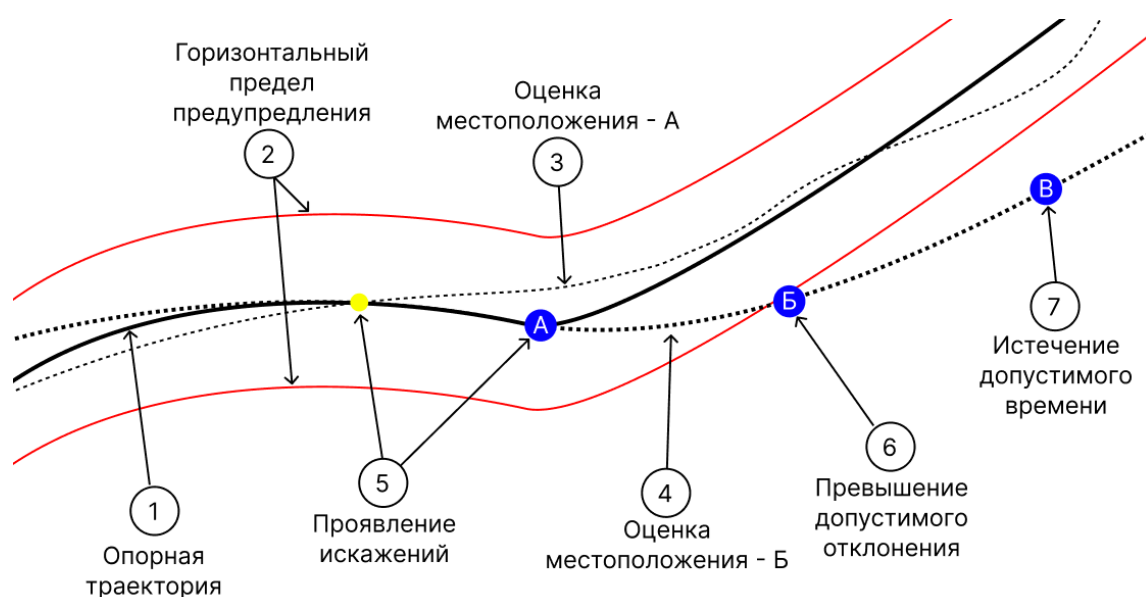 Горизонтальный
предел
предупредления
2
Оценка
местоположения - А
3
А
Б
В
1
Опорная
траектория
5
Проявление
искажений
4
Оценка
местоположения - Б
6
Превышение
допустимого
отклонения
7
Истечение
допустимого
времени